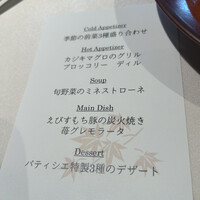 Cold Appetizer
季節の前菜3種盛り合わせ
Hot Appetizer
カジキマグロのグリル
ブロッコリー　ディル
Soup
旬野菜のミネストローネ
Main Dish
えびすもち豚の炭火焼き
苺グレモラータ
Dessert
パティシエ特製3種のデザート